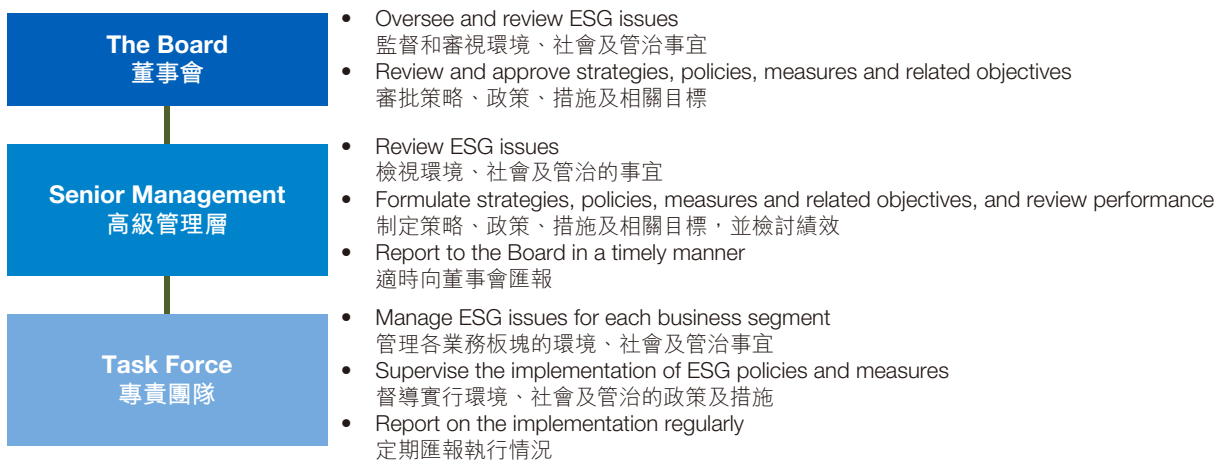 The Board
董事會
• Oversee and review ESG issues
監督和審視環境、社會及管治事宜
• Review and approve strategies, policies, measures and related objectives
審批策略、政策、措施及相關目標
Senior Management
高級管理層
• Review ESG issues
檢視環境、社會及管治的事宜
• Formulate strategies, policies, measures and related objectives, and review performance
制定策略、政策、措施及相關目標，並檢討績效
• Report to the Board in a timely manner
適時向董事會匯報
Task Force
專責團隊
• Manage ESG issues for each business segment
管理各業務板塊的環境、社會及管治事宜
• Supervise the implementation of ESG policies and measures
督導實行環境、社會及管治的政策及措施
• Report on the implementation regularly
定期匯報執行情況